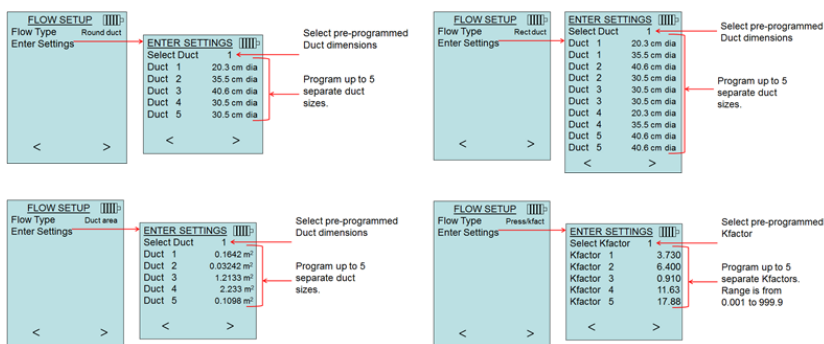 FLOW SETUP
Flow Type Round duct
Enter Settings
ENTER SETTINGS
Select Duct 1
Duct 1 20.3 cm dia
Duct 2 35.5 cm dia
Duct 3 40.6 cm dia
Duct 4 30.5 cm dia
Duct 5 30.5 cm dia
< >
< >
Select pre-programmed
Duct dimensions
Program up to 5
separate duct
sizes.
FLOW SETUP
Flow Type Rect duct
Enter Settings
ENTER SETTINGS
Select Duct 1
Duct 1 20.3 cm dia
Duct 1 35.5 cm dia
Duct 2 40.6 cm dia
Duct 2 30.5 cm dia
Duct 3 30.5 cm dia
Duct 3 30.5 cm dia
Duct 4 20.3 cm dia
Duct 4 35.5 cm dia
Duct 5 40.6 cm dia
Duct 5 40.6 cm dia
< >
< >
Select pre-programmed
Duct dimensions
Program up to 5
separate duct
sizes.
FLOW SETUP
Flow Type Duct area
Enter Settings
ENTER SETTINGS
Select Duct 1
Duct 1 0.1642 m²
Duct 2 0.03242 m²
Duct 3 1.2133 m²
Duct 4 2.233 m²
Duct 5 0.1098 m²
< >
< >
Select pre-programmed
Duct dimensions
Program up to 5
separate duct
sizes.
FLOW SETUP
Flow Type Press/kfact
Enter Settings
ENTER SETTINGS
Select Kfactor 1
Kfactor 1 3.730
Kfactor 2 6.400
Kfactor 3 0.910
Kfactor 4 11.63
Kfactor 5 17.88
< >
< >
Select pre-programmed
Kfactor
Program up to 5
separate Kfactors.
Range is from
0.001 to 999.9